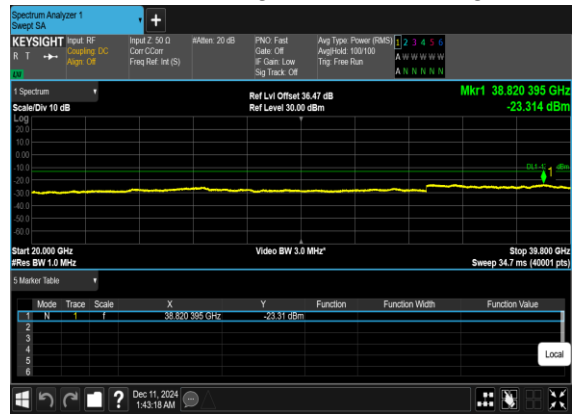 Spectrum Analyzer 1
Swept SA
KEYSIGHT Input: RF Input Z: 50 Ω #Atten: 20 dB PNO: Fast Avg Type: Power (RMS) 1 2 3 4 5 6
R T Coupling: DC Corr CCorr Gate: Off Avg|Hold: 100/100 A W W W W W
Align: Off Freq Ref: Int (S) IF Gain: Low Trig: Free Run
LW Sig Track: Off A N N N N N
1 Spectrum Ref Lvl Offset 36.47 dB Mkr1 38.820 395 GHz
Scale/Div 10 dB Ref Level 30.00 dBm -23.314 dBm
Log
20.0
10.0
0.00
-10.0 dBm
1
-20.0
-30.0
-40.0
-50.0
-60.0
Start 20.000 GHz Video BW 3.0 MHz* Stop 39.800 GHz
#Res BW 1.0 MHz Sweep 34.7 ms (40001 pts)
5 Marker Table
Mode Trace Scale X Y Function Function Width Function Value
1 N 1 f 38.820 395 GHz -23.31 dBm
2
3
4
5
6
Local
? Dec 11, 2024
1:43:18 AM